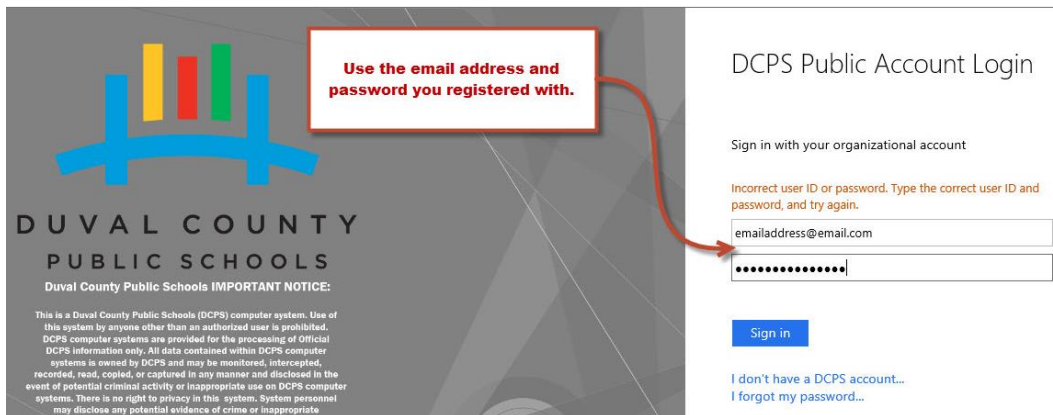 Use the email address and
password you registered with.
DUVAL COUNTY
PUBLIC SCHOOLS
Duval County Public Schools IMPORTANT NOTICE:
This is a Duval County Public Schools (DCPS) computer system. Use of
this system by anyone other than an authorized user is prohibited.
DCPS computer systems are provided for the processing of Official
DCPS information only. All data contained within DCPS computer
systems is owned by DCPS and may be monitored, intercepted,
recorded, read, copied, or captured in any manner and disclosed in the
event of potential criminal activity or inappropriate use on DCPS computer
systems. There is no right to privacy in this system. System personnel
may disclose any potential evidence of crime or inappropriate
DCPS Public Account Login
Sign in with your organizational account
Incorrect user ID or password. Type the correct user ID and
password, and try again.
emailaddress@email.com
●●●●●●●●●●●●●●●
Sign in
I don't have a DCPS account...
I forgot my password...